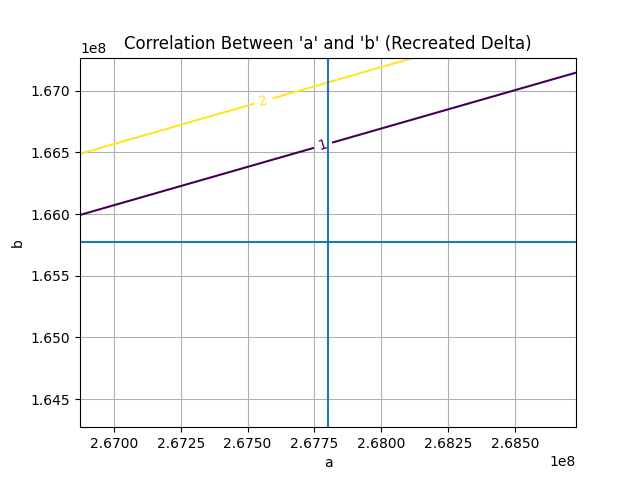 Correlation Between 'a' and 'b' (Recreated Delta)
1e8
1.670
1.665
1.660
1.655
1.650
1.645
b
2
1
2.6700 2.6725 2.6750 2.6775 2.6800 2.6825 2.6850
a
1e8